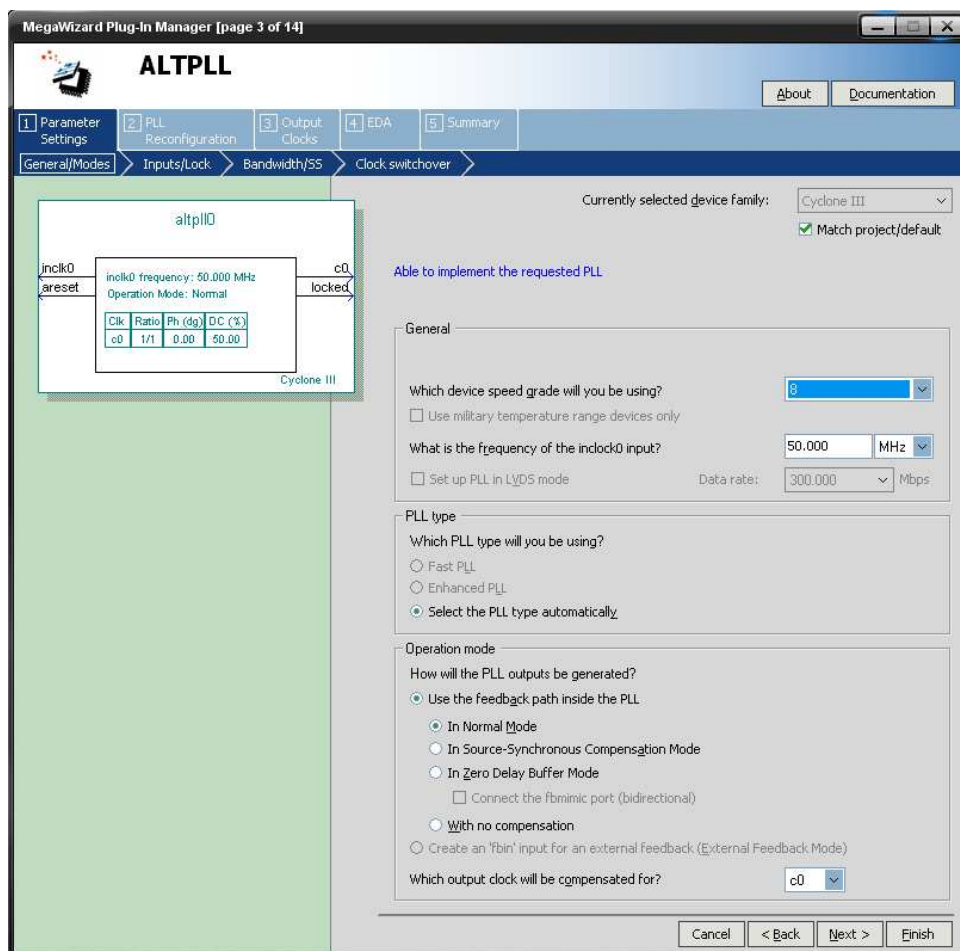 MegaWizard Plug-In Manager [page 3 of 14]
ALTPLL
About
Documentation
1 Parameter Settings
2 PLL Reconfiguration
3 Output Clocks
4 EDA
5 Summary
General/Modes
Inputs/Lock
Bandwidth/SS
Clock switchover
altpll0
inclk0
areset
inclk0 frequency: 50.000 MHz
Operation Mode: Normal
Clk Ratio Ph (dg) DC (%)
c0 1/1 0.00 50.00
c0
locked
Cyclone III
Currently selected device family: Cyclone III
Match project/default
Able to implement the requested PLL
General
Which device speed grade will you be using? 8
Use military temperature range devices only
What is the frequency of the inclock0 input? 50.000 MHz
Set up PLL in LVDS mode Data rate: 300.000 Mbps
PLL type
Which PLL type will you be using?
Fast PLL
Enhanced PLL
Select the PLL type automatically
Operation mode
How will the PLL outputs be generated?
Use the feedback path inside the PLL
In Normal Mode
In Source-Synchronous Compensation Mode
In Zero Delay Buffer Mode
Connect the fbmimic port (bidirectional)
With no compensation
Create an 'fbin' input for an external feedback (External Feedback Mode)
Which output clock will be compensated for? c0
Cancel
< Back
Next >
Finish